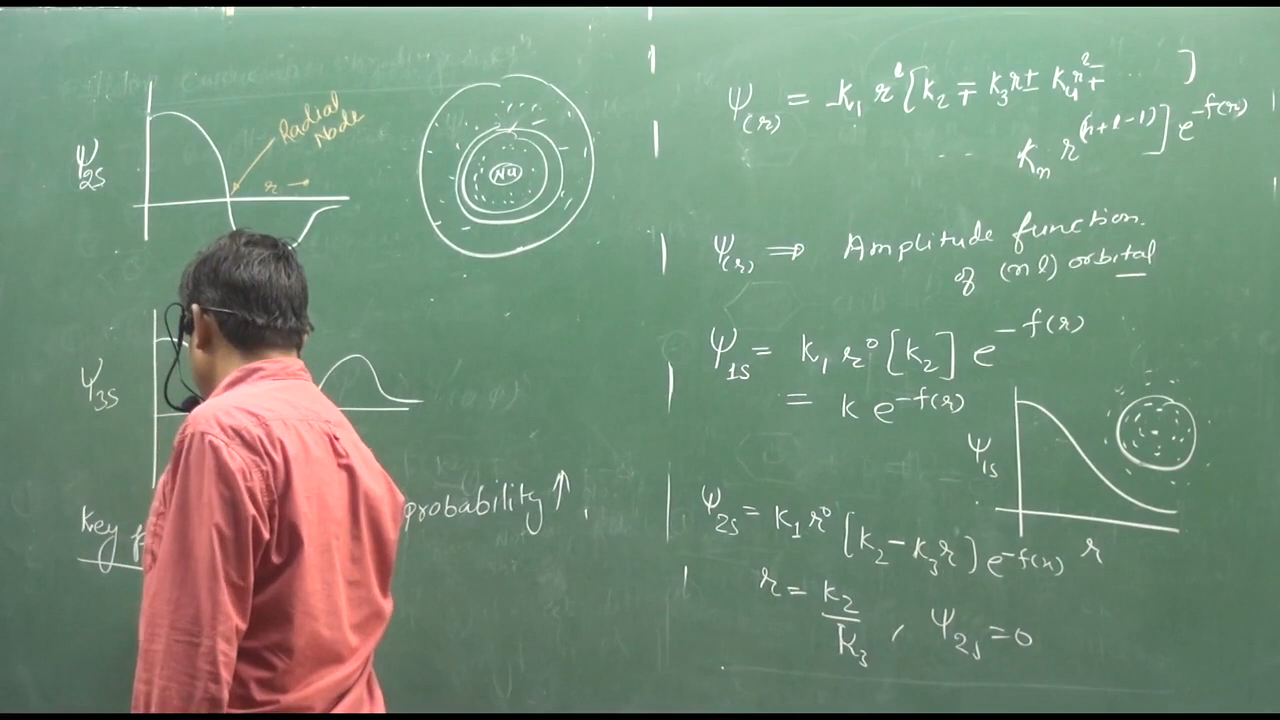 Ψ2s
Radial
Node
r →
Nu
Ψ3s
Key
probability ↑
Ψ(r) = k1 r^l [k2 ∓ k3r ± k4r^2 ∓ ... ]
... kn r^(n+l-1)] e^-f(r)
Ψ(r) ⇒ Amplitude function.
of (n l) orbital
Ψ1s = k1 r^0 [k2] e^-f(r)
= k e^-f(r)
Ψ1s
r
Ψ2s = k1 r^0 [k2 - k3r) e^-f(r)
r = k2/k3, Ψ2s = 0